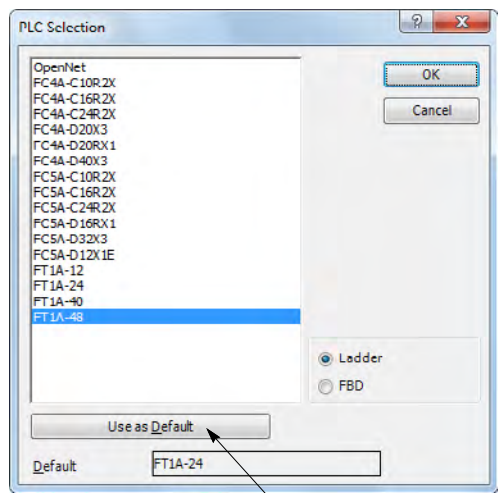 PLC Selection
?
X
OpenNet
FC4A-C10R2X
FC4A-C16R2X
FC4A-C24R2X
FC4A-D20X3
FC4A-D20RX1
FC4A-D40X3
FC5A-C10R2X
FC5A-C16R2X
FC5A-C24R2X
FC5A-D16RX1
FC5A-D32X3
FC5A-D12X1E
FT1A-12
FT1A-24
FT1A-40
FT1A-48
OK
Cancel
Ladder
FBD
Use as Default
Default FT1A-24